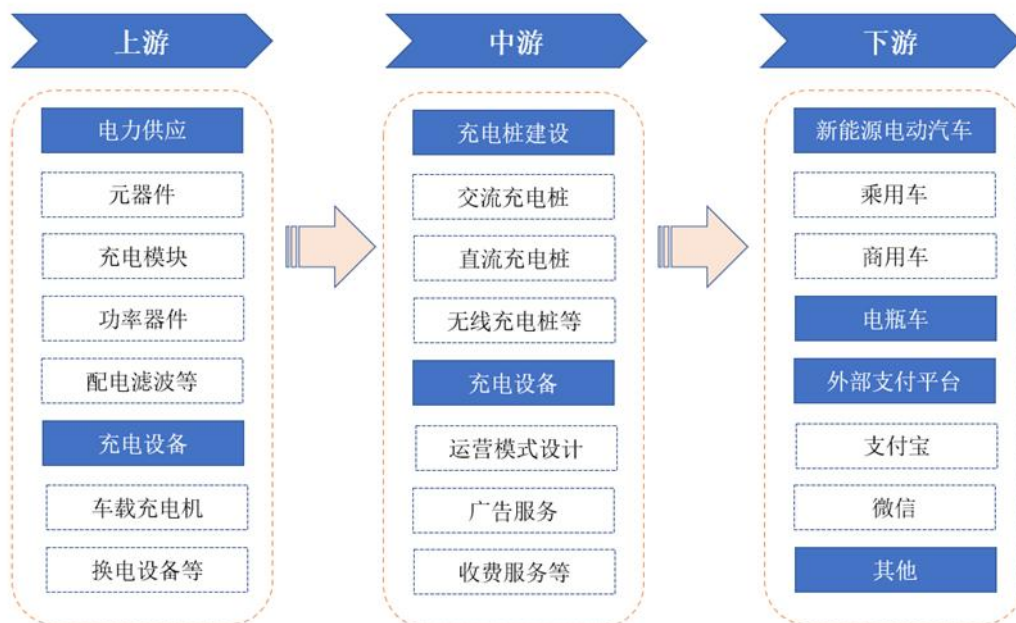 上游
电力供应
元器件
充电模块
功率器件
配电滤波等
充电设备
车载充电机
换电设备等
中游
充电桩建设
交流充电桩
直流充电桩
无线充电桩等
充电设备
运营模式设计
广告服务
收费服务等
下游
新能源电动汽车
乘用车
商用车
电瓶车
外部支付平台
支付宝
微信
其他